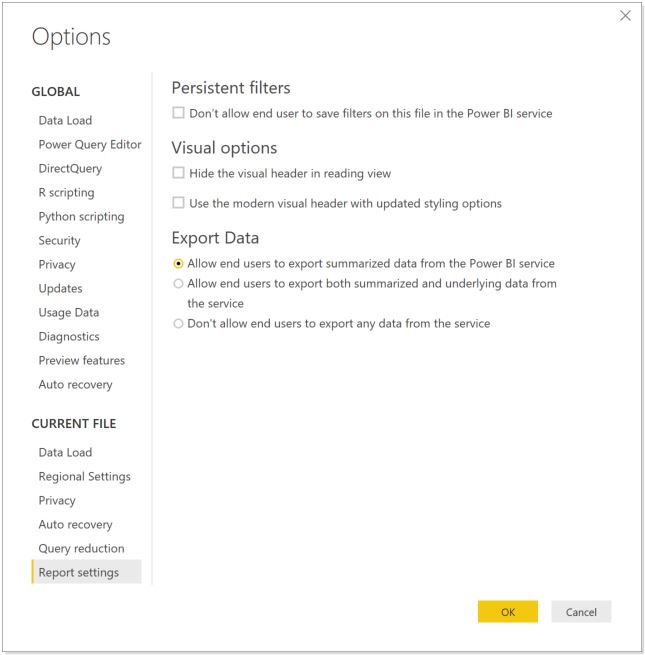 Options
GLOBAL
Data Load
Power Query Editor
DirectQuery
R scripting
Python scripting
Security
Privacy
Updates
Usage Data
Diagnostics
Preview features
Auto recovery
CURRENT FILE
Data Load
Regional Settings
Privacy
Auto recovery
Query reduction
Report settings
Persistent filters
Don't allow end user to save filters on this file in the Power BI service
Visual options
Hide the visual header in reading view
Use the modern visual header with updated styling options
Export Data
Allow end users to export summarized data from the Power BI service
Allow end users to export both summarized and underlying data from
the service
Don't allow end users to export any data from the service
OK
Cancel